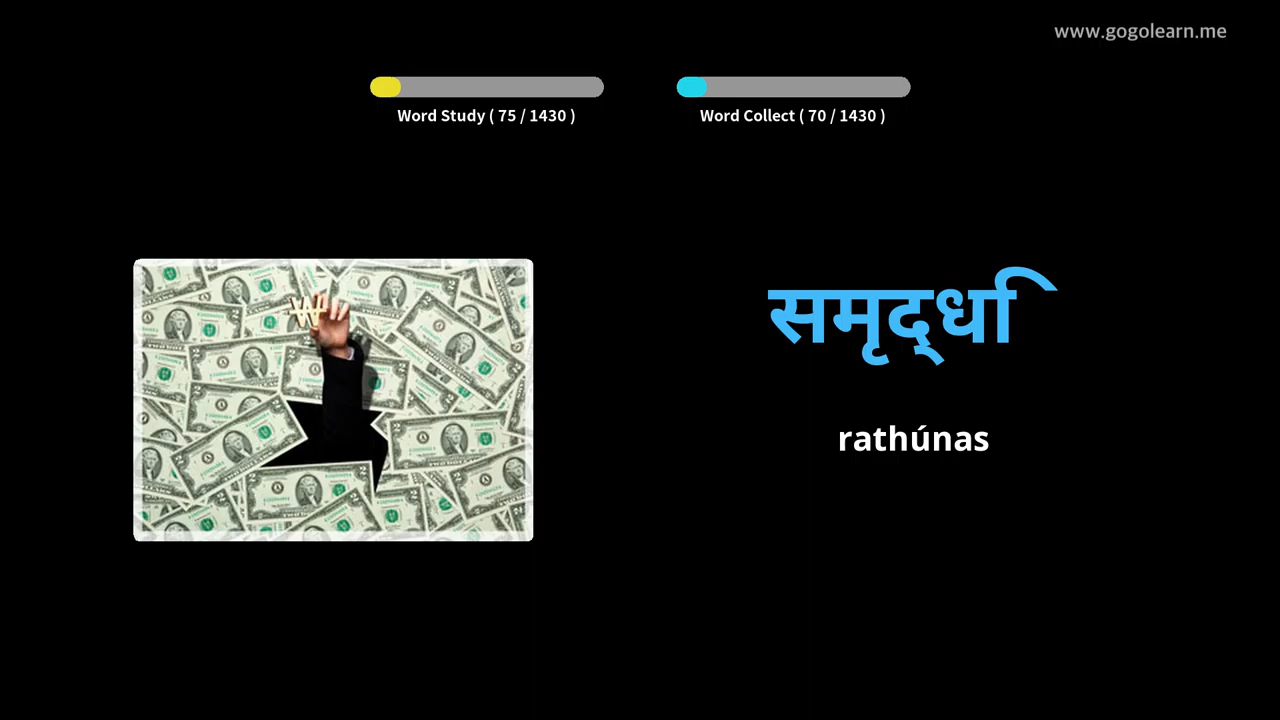 www.gogolearn.me
Word Study ( 75 / 1430 )
Word Collect ( 70 / 1430 )
समृद्धि
rathúnas